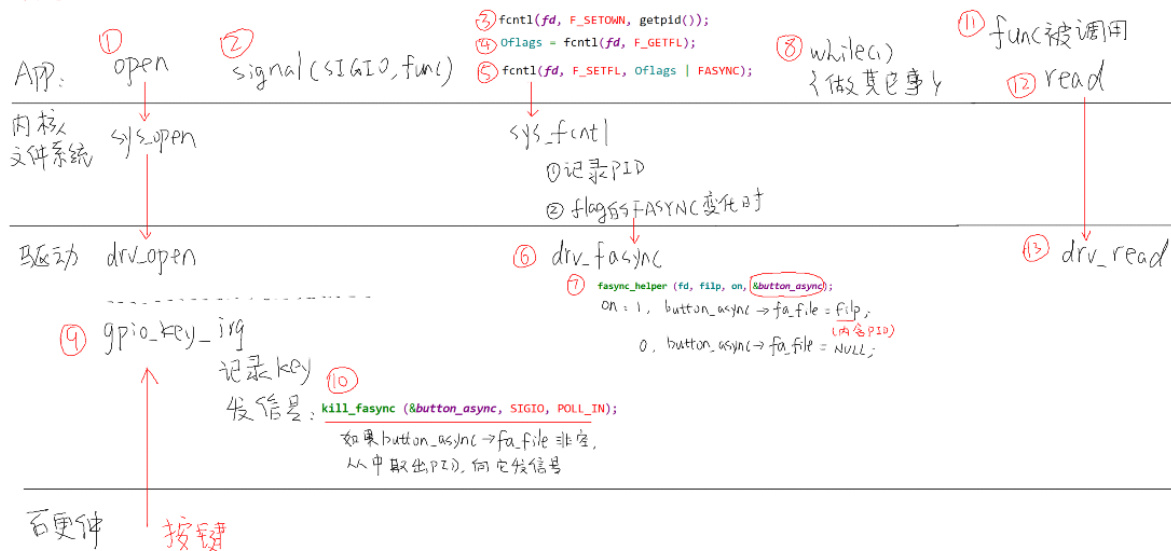 App:
① open
② signal(SIGIO, func)
③ fcntl(fd, F_SETOWN, getpid());
④ Oflags = fcntl(fd, F_GETFL);
⑤ fcntl(fd, F_SETFL, Oflags | FASYNC);
⑧ while(1)
{做其它事}
⑪ func被调用
⑫ read
内核
文件系统
sys_open
sys_fcntl
①记录PID
② flag的FASYNC变化时
驱动
drv_open
⑥ drv_fasync
⑬ drv_read
⑦ fasync_helper (fd, filp, on, &button_async);
on: 1, button_async→fa_file = filp;
(内含PID)
0, button_async→fa_file = NULL;
⑨ gpio_key_irq
记录key
⑩
发信号: kill_fasync (&button_async, SIGIO, POLL_IN);
如果button_async→fa_file非空,
从中取出PID, 向它发信号
硬件
按键